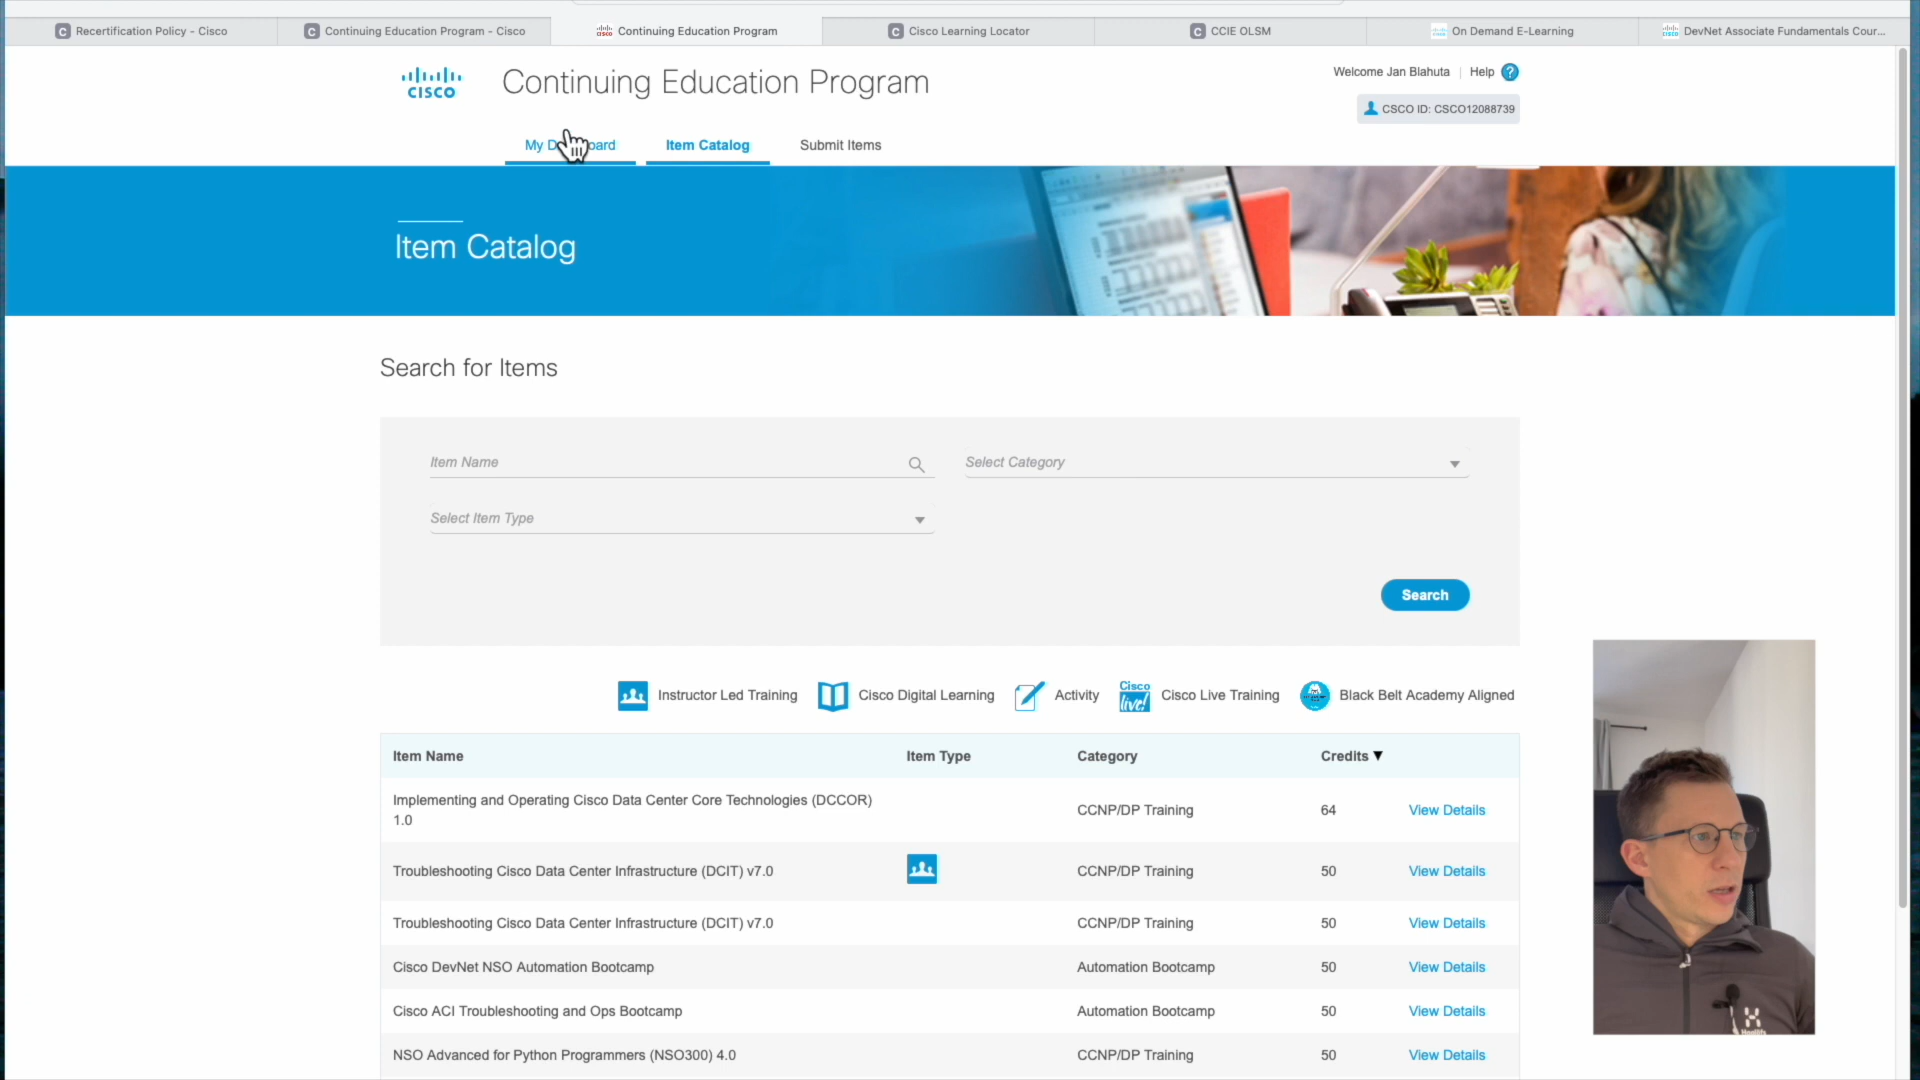 Recertification Policy - Cisco
Continuing Education Program - Cisco
Continuing Education Program
Cisco Learning Locator
CCIE OLSM
On Demand E-Learning
DevNet Associate Fundamentals Cour...
CISCO
Continuing Education Program
Welcome Jan Blahuta
Help
CSCO ID: CSCO12088739
Item Catalog
Submit Items
Item Catalog
Search for Items
Item Name
Select Category
Select Item Type
Search
Instructor Led Training
Cisco Digital Learning
Activity
Cisco live!
Cisco Live Training
Black Belt Academy Aligned
Item Name
Item Type
Category
Credits
Implementing and Operating Cisco Data Center Core Technologies (DCCOR)
1.0
CCNP/DP Training
64
View Details
Troubleshooting Cisco Data Center Infrastructure (DCIT) v7.0
CCNP/DP Training
50
View Details
Troubleshooting Cisco Data Center Infrastructure (DCIT) v7.0
CCNP/DP Training
50
View Details
Cisco DevNet NSO Automation Bootcamp
Automation Bootcamp
50
View Details
Cisco ACI Troubleshooting and Ops Bootcamp
Automation Bootcamp
50
View Details
NSO Advanced for Python Programmers (NSO300) 4.0
CCNP/DP Training
50
View Details